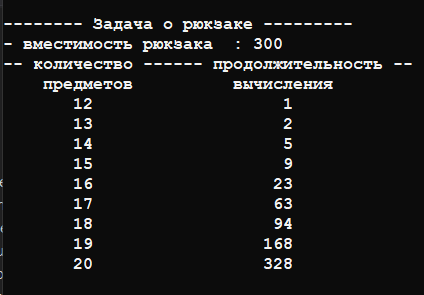 -------- Задача о рюкзаке ---------
- вместимость рюкзака : 300
-- количество ------ продолжительность --
предметов вычисления
12 1
13 2
14 5
15 9
16 23
17 63
18 94
19 168
20 328